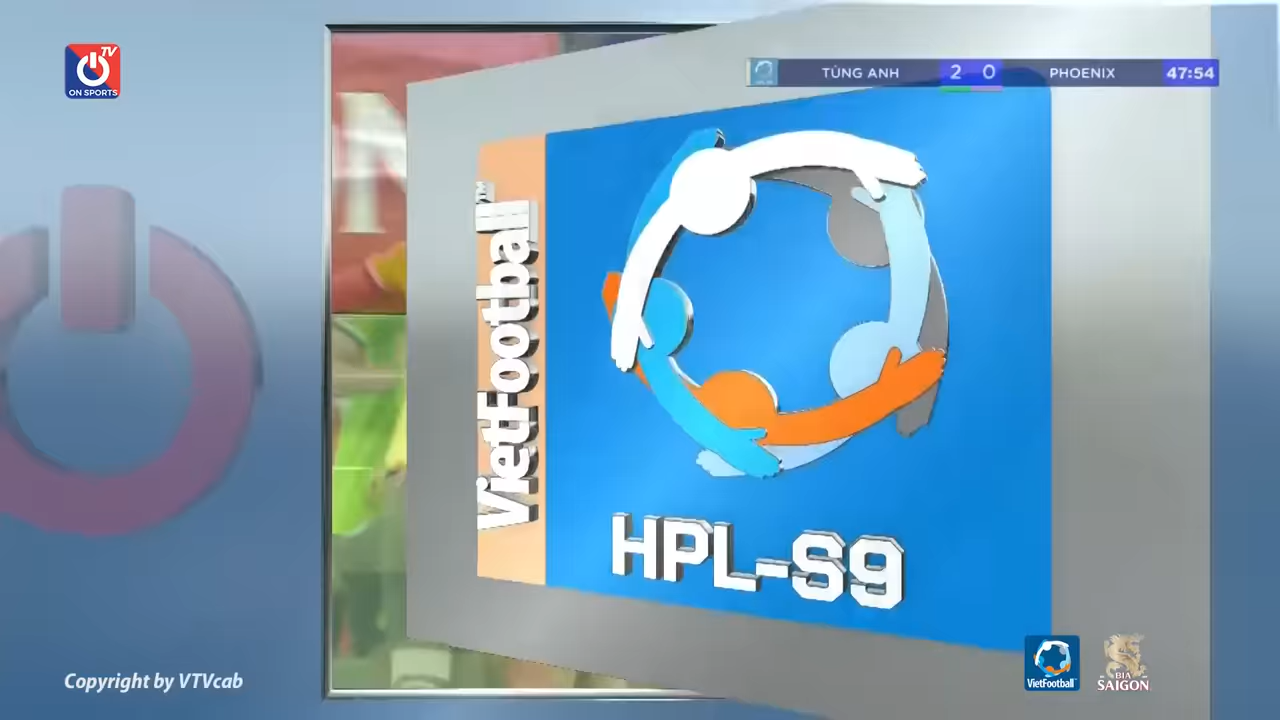 TV
ON SPORTS
TÙNG ANH 2 0 PHOENIX 47:54
N
VietFootball™
HPL-S9
Copyright by VTVcab
VietFootball
BIA
SAIGON